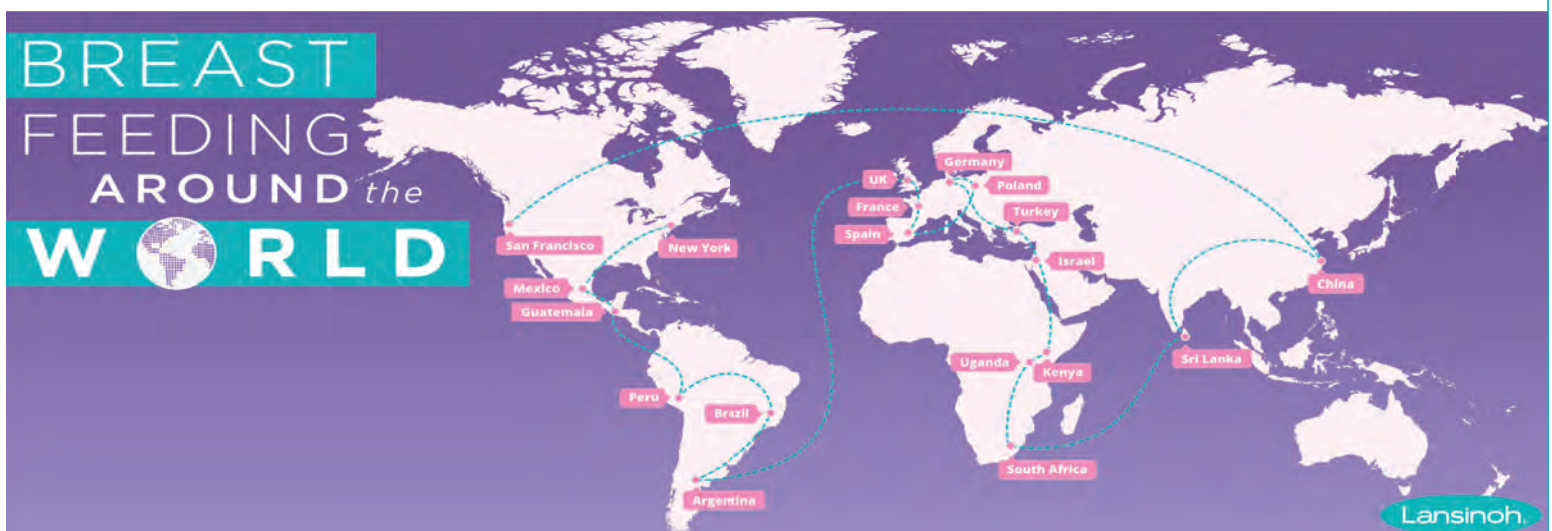 BREAST
FEEDING
AROUND the
WORLD
Germany
UK
Poland
France
Turkey
Spain
San Francisco
New York
Israel
Mexico
China
Guatemala
Sri Lanka
Uganda
Kenya
Peru
Brazil
South Africa
Argentina
Lansinoh